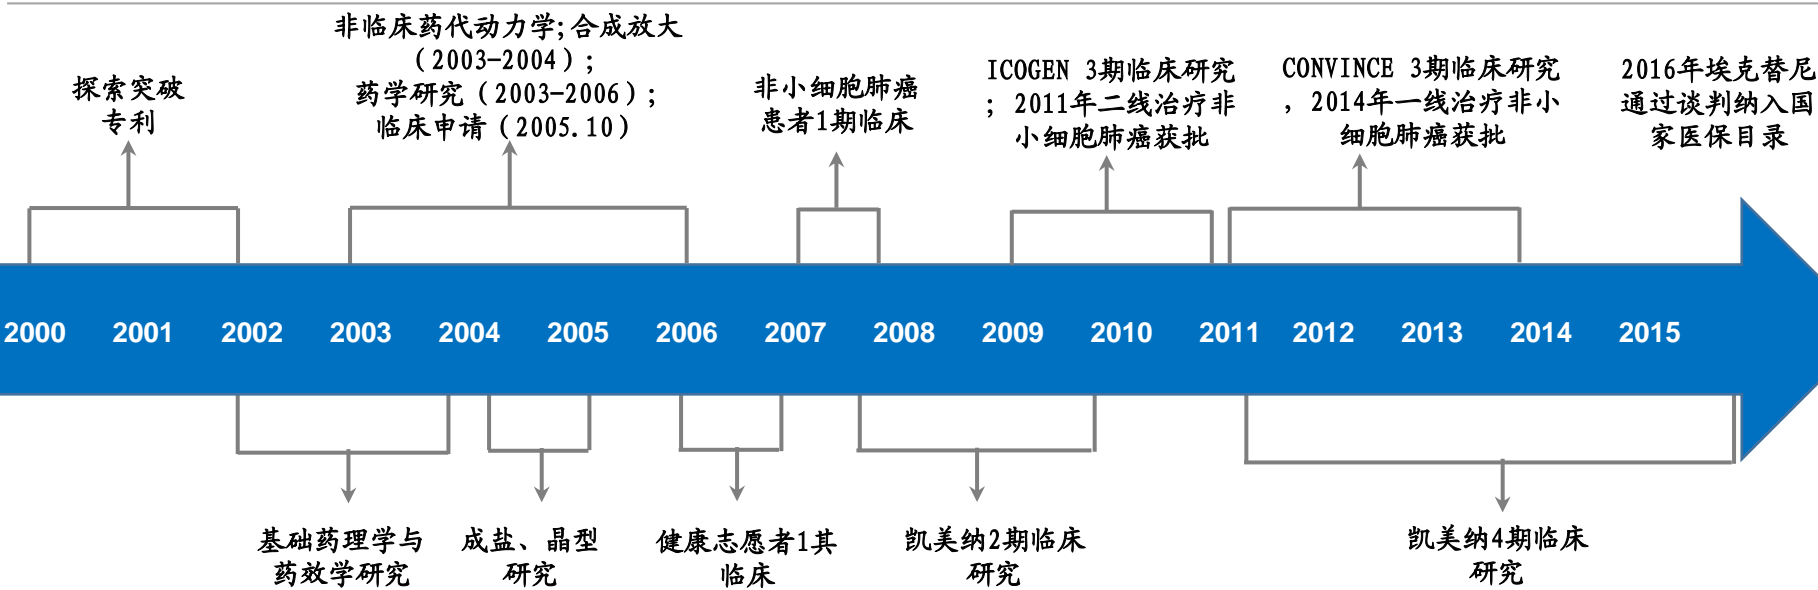 探索突破
专利
非临床药代动力学;合成放大
(2003-2004);
药学研究(2003-2006);
临床申请(2005.10)
非小细胞肺癌
患者1期临床
ICOGEN 3期临床研究
;2011年二线治疗非
小细胞肺癌获批
CONVINCE 3期临床研究
,2014年一线治疗非小
细胞肺癌获批
2016年埃克替尼
通过谈判纳入国
家医保目录
2000 2001 2002 2003 2004 2005 2006 2007 2008 2009 2010 2011 2012 2013 2014 2015
基础药理学与
药效学研究
成盐、晶型
研究
健康志愿者1其
临床
凯美纳2期临床
研究
凯美纳4期临床
研究